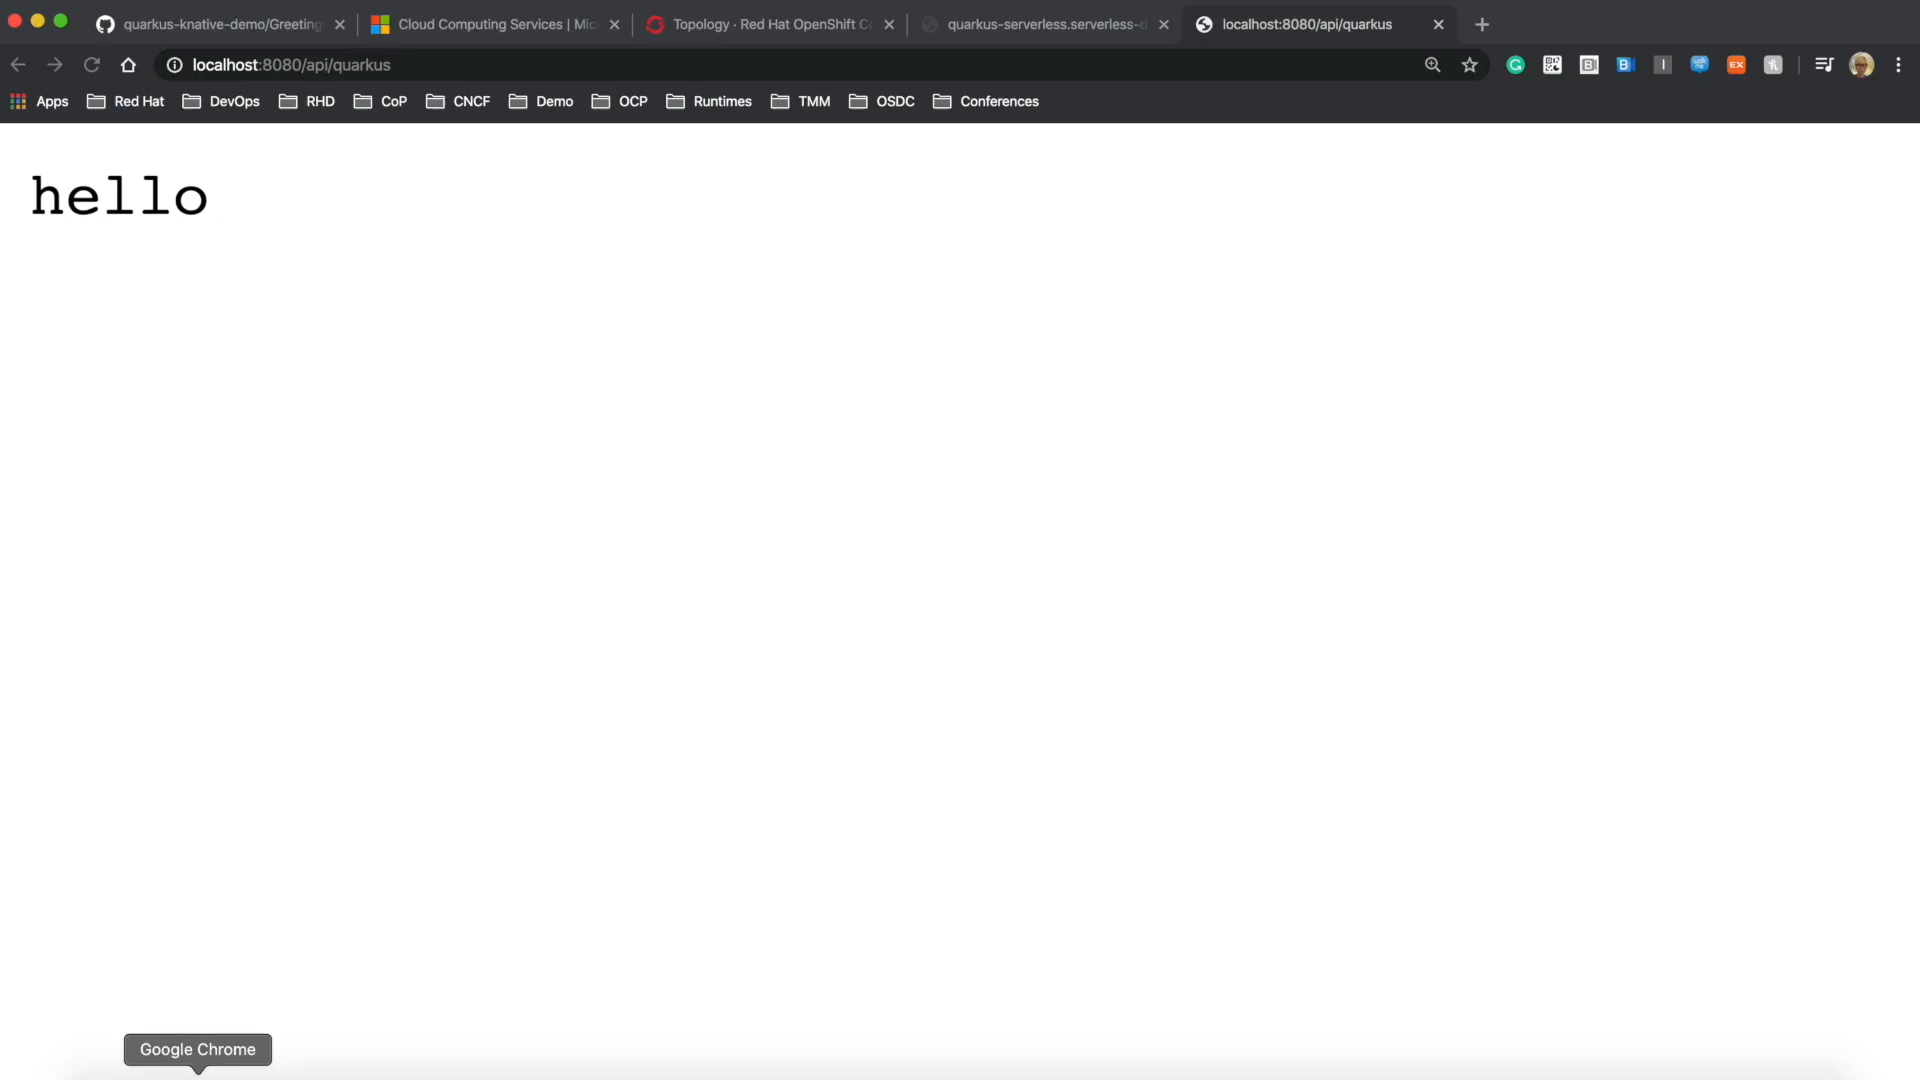 quarkus-knative-demo/Greeting
Cloud Computing Services | Mic
Topology · Red Hat OpenShift Co
quarkus-serverless.serverless-d
localhost:8080/api/quarkus
localhost:8080/api/quarkus
Apps
Red Hat
DevOps
RHD
CoP
CNCF
Demo
OCP
Runtimes
TMM
OSDC
Conferences
hello
Google Chrome